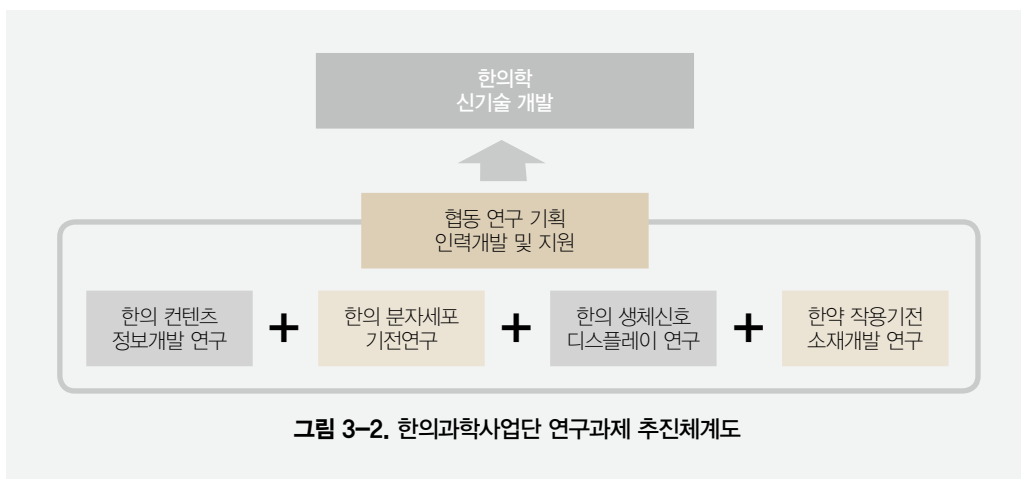 한의학
신기술 개발
협동 연구 기획
인력개발 및 지원
한의 컨텐츠
정보개발 연구
+
한의 분자세포
기전연구
+
한의 생체신호
디스플레이 연구
+
한약 작용기전
소재개발 연구
그림 3-2. 한의과학사업단 연구과제 추진체계도